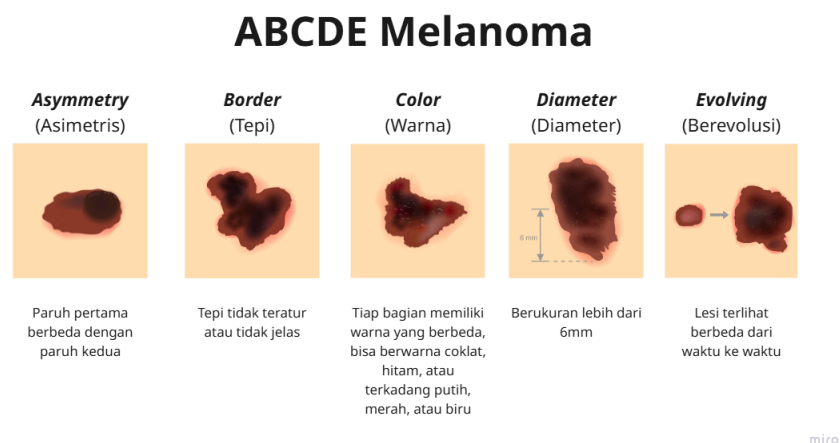 ABCDE Melanoma
Asymmetry
(Asimetris)
Paruh pertama
berbeda dengan
paruh kedua
Border
(Tepi)
Tepi tidak teratur
atau tidak jelas
Color
(Warna)
Tiap bagian memiliki
warna yang berbeda,
bisa berwarna coklat,
hitam, atau
terkadang putih,
merah, atau biru
Diameter
(Diameter)
6 mm
Berukuran lebih dari
6mm
Evolving
(Berevolusi)
Lesi terlihat
berbeda dari
waktu ke waktu
miro